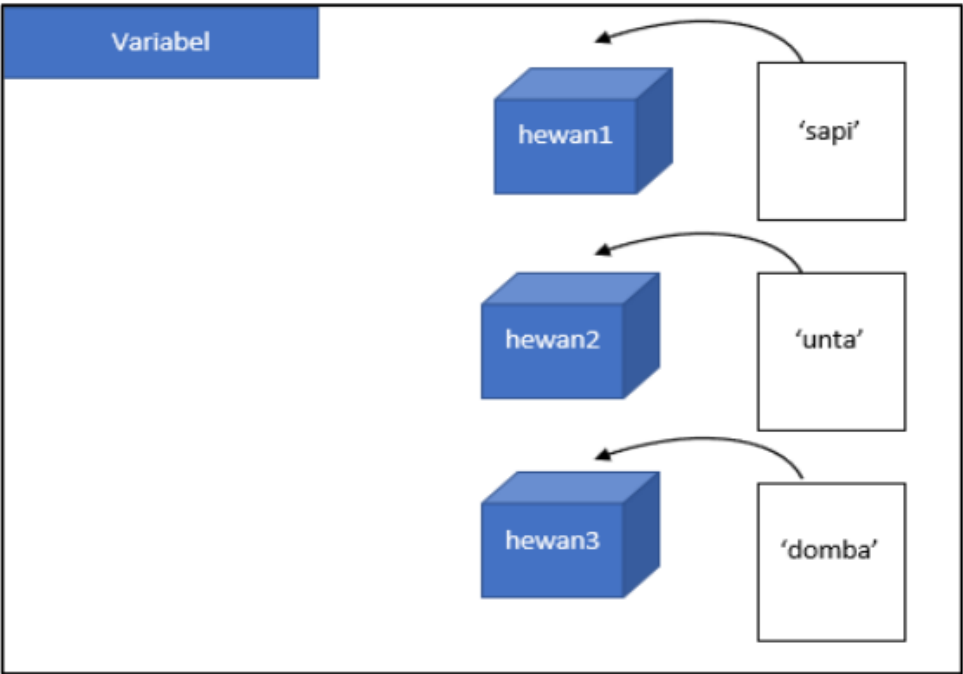 Variabel
hewan1
‘sapi’
hewan2
‘unta’
hewan3
‘domba’